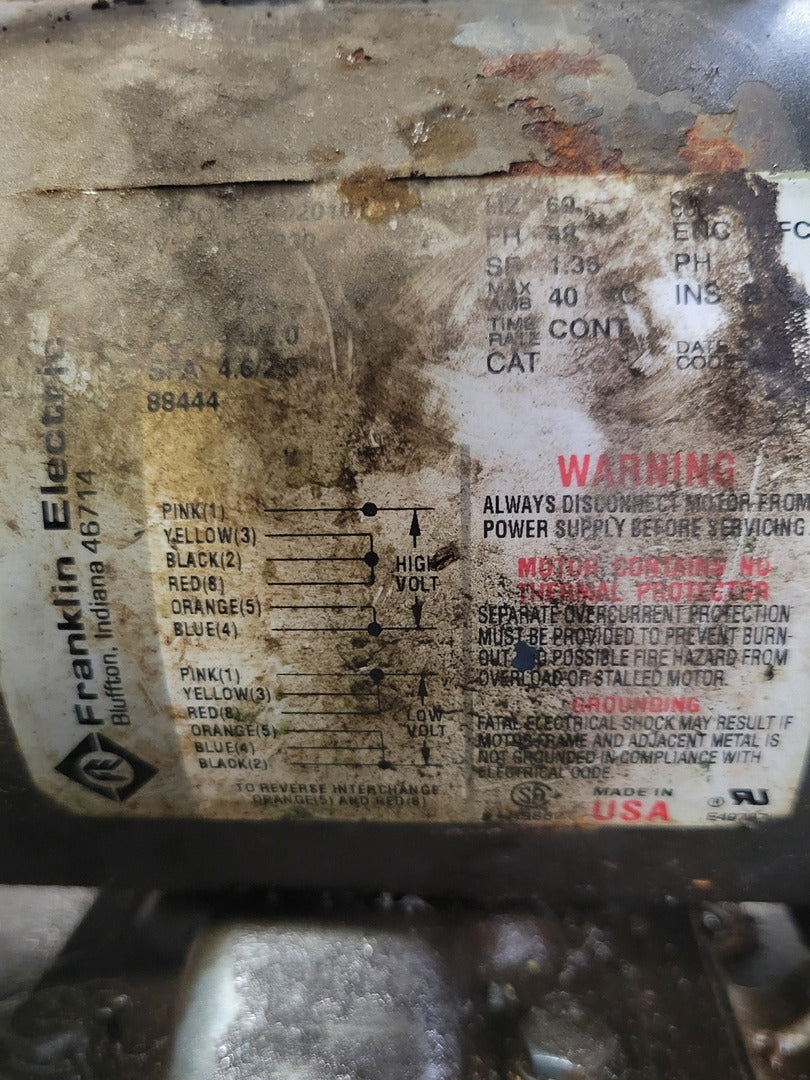 HZ 60
FR 48
ENC
SF 1.35
PH 1
MAX AMB 40 C
INS B
TIME RATE CONT
CAT
DATE CODE
SFA 4.6/2.3
88444
Franklin Electric
Bluffton, Indiana 46714
PINK(1)
YELLOW(3)
BLACK(2)
RED(8)
ORANGE(5)
BLUE(4)
HIGH
VOLT
PINK(1)
YELLOW(3)
RED(8)
ORANGE(5)
BLUE(4)
BLACK(2)
LOW
VOLT
TO REVERSE INTERCHANGE
ORANGE(5) AND RED(8)
WARNING
ALWAYS DISCONNECT MOTOR FROM
POWER SUPPLY BEFORE SERVICING
MOTOR CONTAINS NO
THERMAL PROTECTOR
SEPARATE OVERCURRENT PROTECTION
MUST BE PROVIDED TO PREVENT BURN-
OUT AND POSSIBLE FIRE HAZARD FROM
OVERLOAD OR STALLED MOTOR.
GROUNDING
FATAL ELECTRICAL SHOCK MAY RESULT IF
MOTOR FRAME AND ADJACENT METAL IS
NOT GROUNDED IN COMPLIANCE WITH
ELECTRICAL CODE.
MADE IN
USA